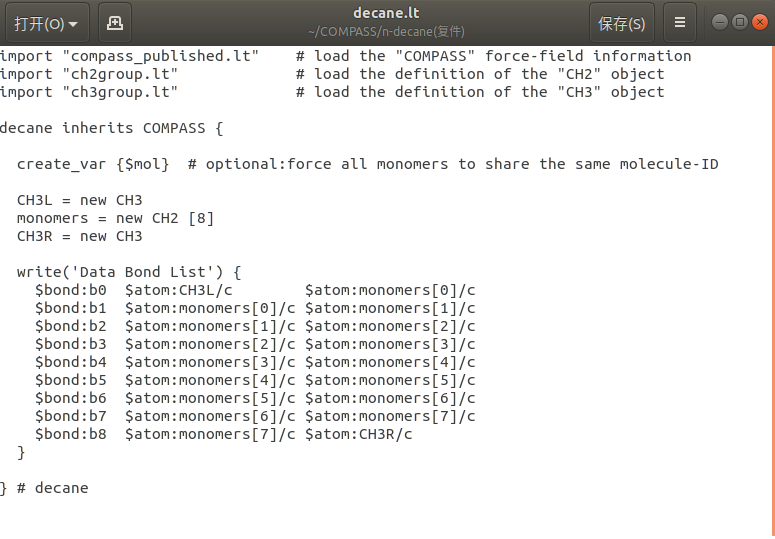 打开(O)
decane.lt
~/COMPASS/n-decane(复件)
保存(S)
import "compass_published.lt"    # load the "COMPASS" force-field information
import "ch2group.lt"             # load the definition of the "CH2" object
import "ch3group.lt"             # load the definition of the "CH3" object
decane inherits COMPASS {
  create_var {$mol}  # optional:force all monomers to share the same molecule-ID
  CH3L = new CH3
  monomers = new CH2 [8]
  CH3R = new CH3
  write('Data Bond List') {
    $bond:b0  $atom:CH3L/c        $atom:monomers[0]/c
    $bond:b1  $atom:monomers[0]/c $atom:monomers[1]/c
    $bond:b2  $atom:monomers[1]/c $atom:monomers[2]/c
    $bond:b3  $atom:monomers[2]/c $atom:monomers[3]/c
    $bond:b4  $atom:monomers[3]/c $atom:monomers[4]/c
    $bond:b5  $atom:monomers[4]/c $atom:monomers[5]/c
    $bond:b6  $atom:monomers[5]/c $atom:monomers[6]/c
    $bond:b7  $atom:monomers[6]/c $atom:monomers[7]/c
    $bond:b8  $atom:monomers[7]/c $atom:CH3R/c
  }
} # decane